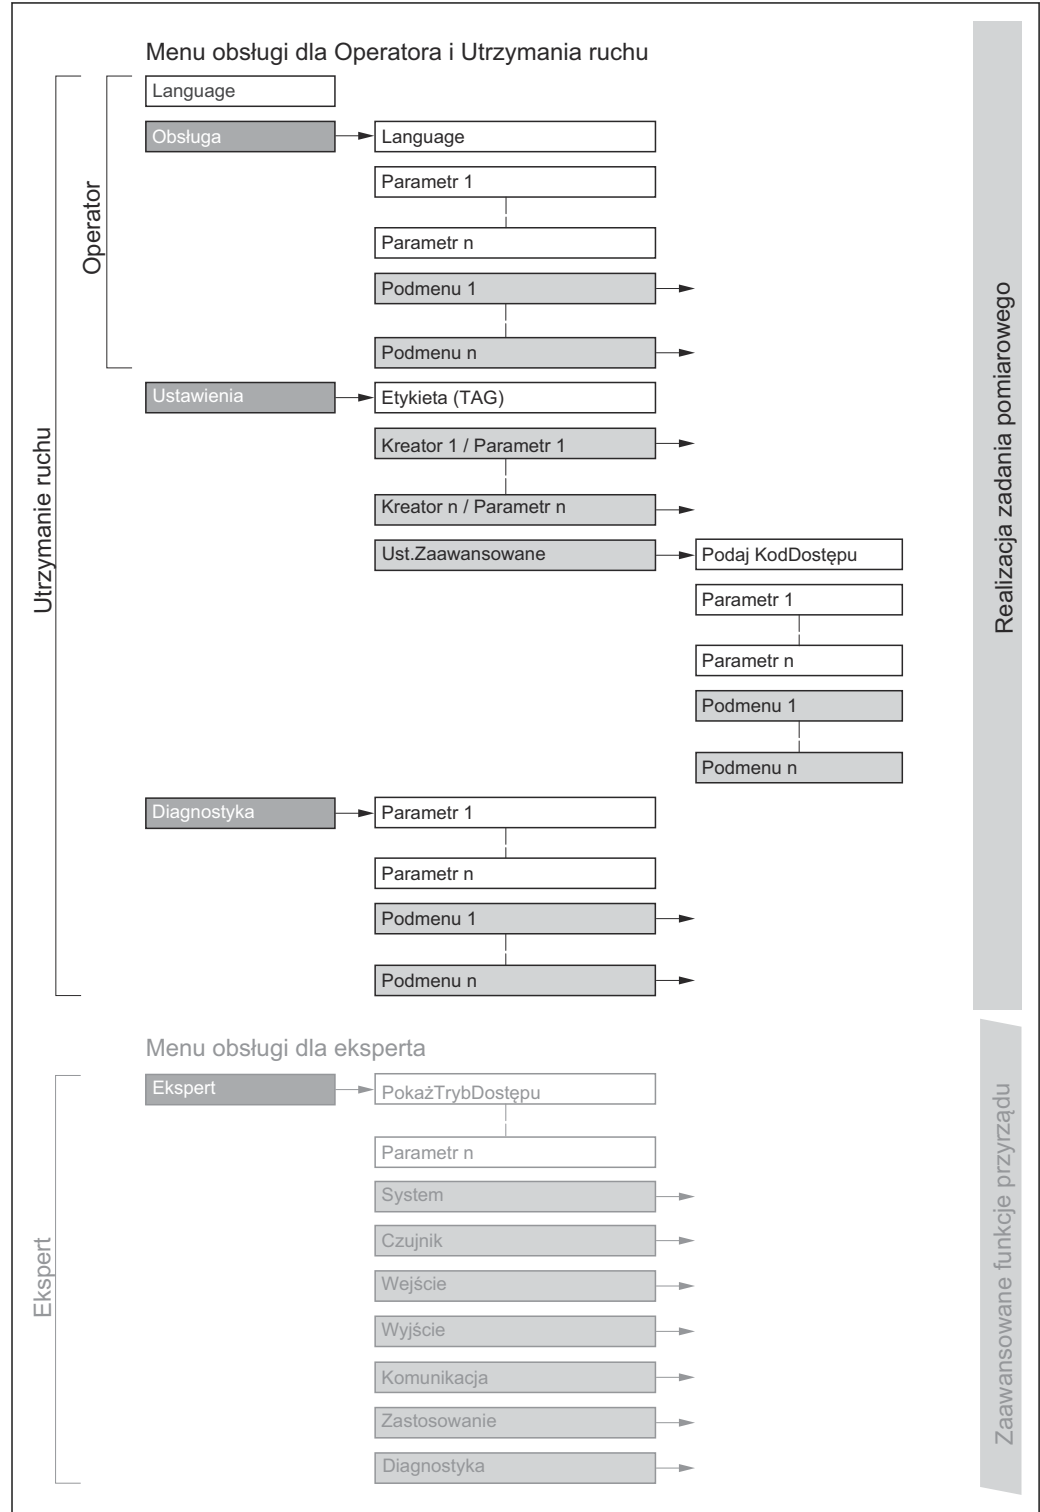 Menu obsługi dla Operatora i Utrzymania ruchu
Language
Obsługa
Language
Parametr 1
Parametr n
Podmenu 1
Podmenu n
Operator
Ustawienia
Etykieta (TAG)
Kreator 1 / Parametr 1
Kreator n / Parametr n
Ust.Zaawansowane
Podaj KodDostępu
Parametr 1
Parametr n
Podmenu 1
Podmenu n
Utrzymanie ruchu
Diagnostyka
Parametr 1
Parametr n
Podmenu 1
Podmenu n
Realizacja zadania pomiarowego
Menu obsługi dla eksperta
Ekspert
PokażTrybDostępu
Parametr n
System
Czujnik
Wejście
Wyjście
Komunikacja
Zastosowanie
Diagnostyka
Ekspert
Zaawansowane funkcje przyrządu